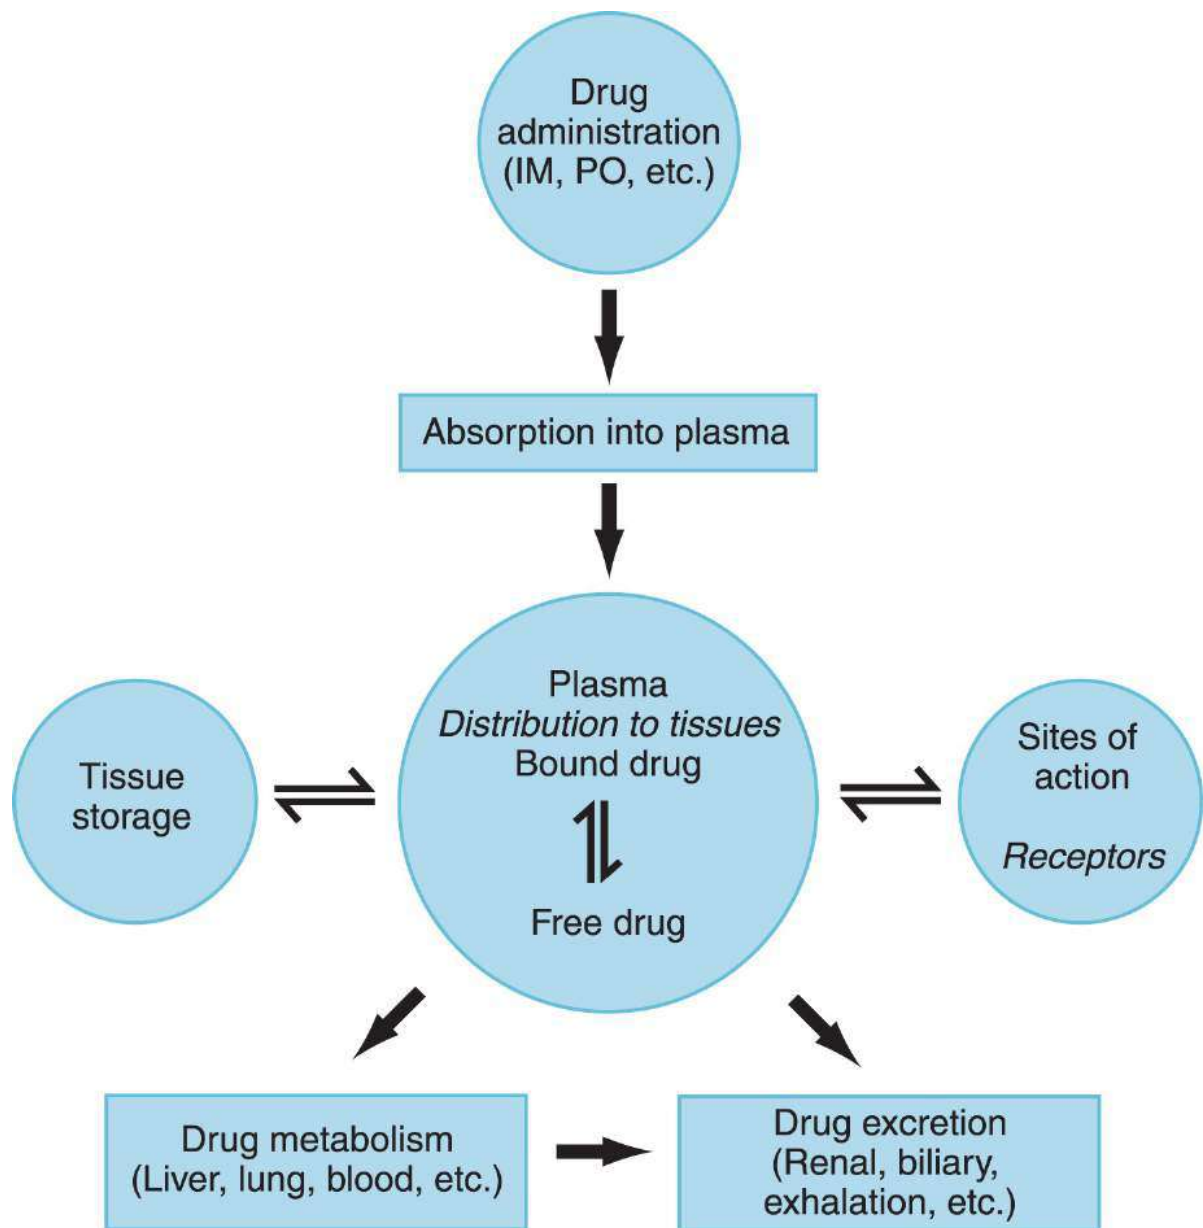 Drug
administration
(IM, PO, etc.)
Absorption into plasma
Plasma
Distribution to tissues
Bound drug
Free drug
Tissue
storage
Sites of
action
Receptors
Drug metabolism
(Liver, lung, blood, etc.)
Drug excretion
(Renal, biliary,
exhalation, etc.)